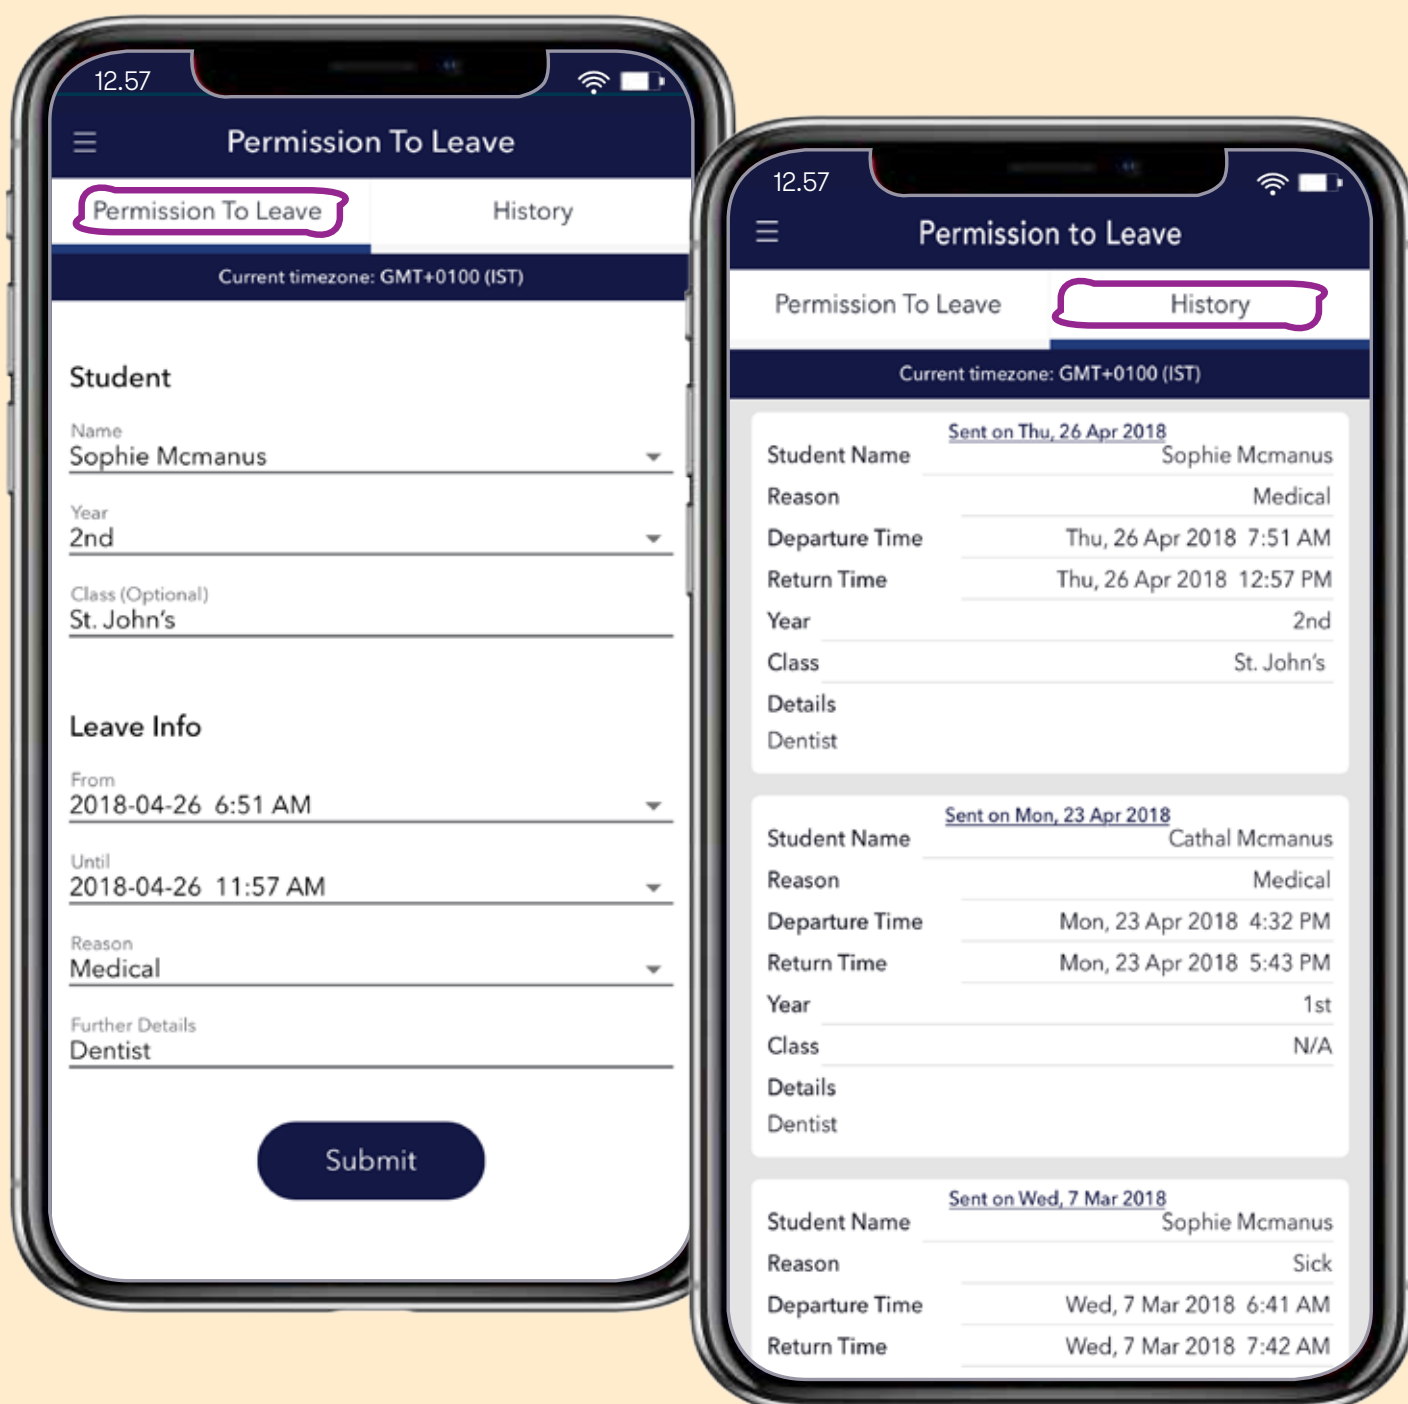 12.57
Permission To Leave
Permission To Leave
History
Current timezone: GMT+0100 (IST)
Student
Name
Sophie Mcmanus
Year
2nd
Class (Optional)
St. John's
Leave Info
From
2018-04-26 6:51 AM
Until
2018-04-26 11:57 AM
Reason
Medical
Further Details
Dentist
Submit
12.57
Permission to Leave
Permission To Leave
History
Current timezone: GMT+0100 (IST)
Sent on Thu, 26 Apr 2018
Student Name Sophie Mcmanus
Reason Medical
Departure Time Thu, 26 Apr 2018 7:51 AM
Return Time Thu, 26 Apr 2018 12:57 PM
Year 2nd
Class St. John's
Details
Dentist
Sent on Mon, 23 Apr 2018
Student Name Cathal Mcmanus
Reason Medical
Departure Time Mon, 23 Apr 2018 4:32 PM
Return Time Mon, 23 Apr 2018 5:43 PM
Year 1st
Class N/A
Details
Dentist
Sent on Wed, 7 Mar 2018
Student Name Sophie Mcmanus
Reason Sick
Departure Time Wed, 7 Mar 2018 6:41 AM
Return Time Wed, 7 Mar 2018 7:42 AM